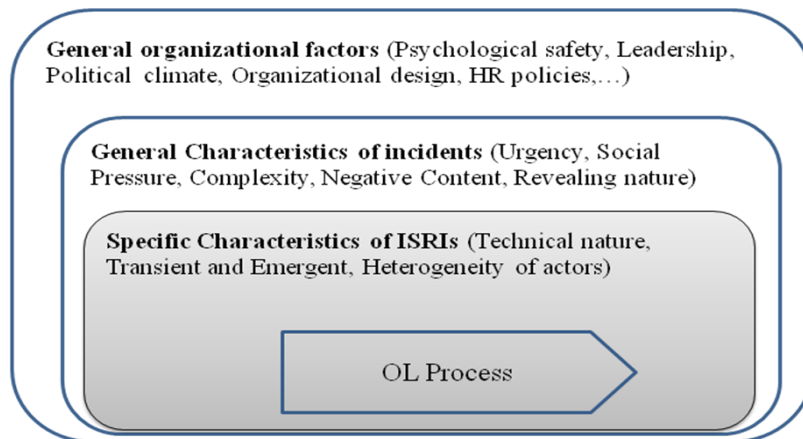 General organizational factors (Psychological safety, Leadership,
Political climate, Organizational design, HR policies,…)
General Characteristics of incidents (Urgency, Social
Pressure, Complexity, Negative Content, Revealing nature)
Specific Characteristics of ISRIs (Technical nature,
Transient and Emergent, Heterogeneity of actors)
OL Process